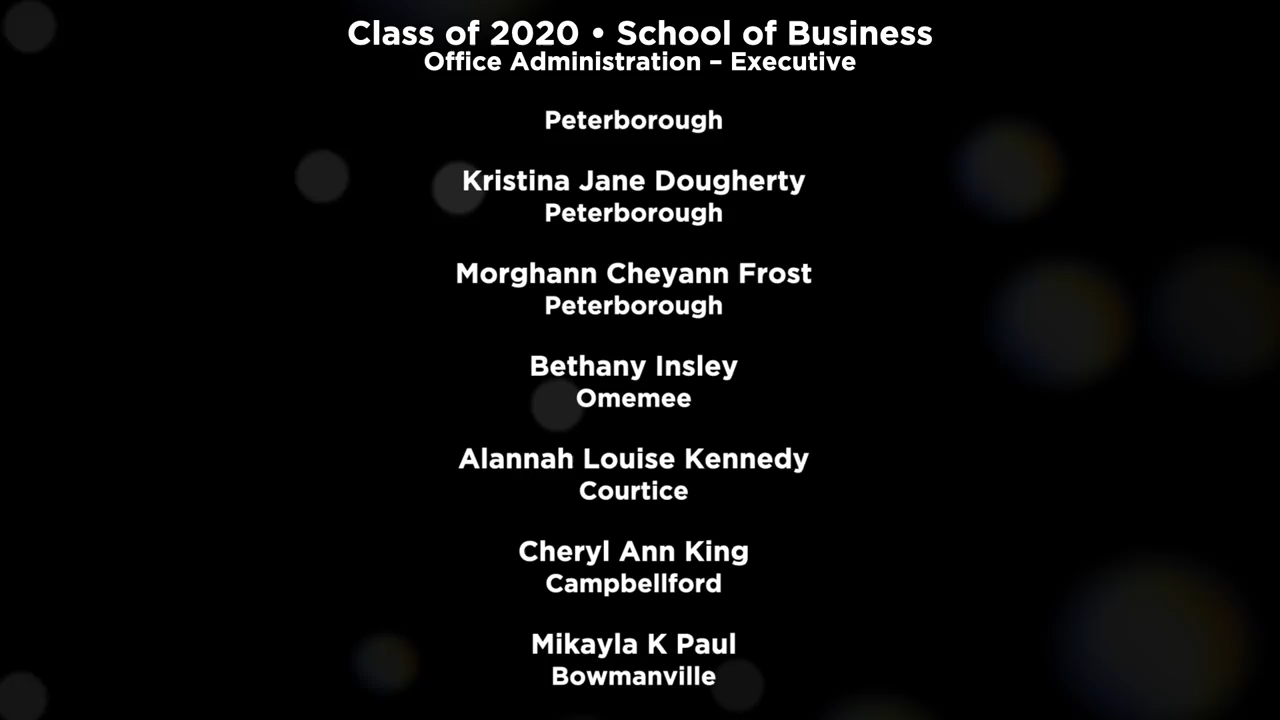 Class of 2020 • School of Business
Office Administration – Executive
Peterborough
Kristina Jane Dougherty
Peterborough
Morghann Cheyann Frost
Peterborough
Bethany Insley
Omemee
Alannah Louise Kennedy
Courtice
Cheryl Ann King
Campbellford
Mikayla K Paul
Bowmanville